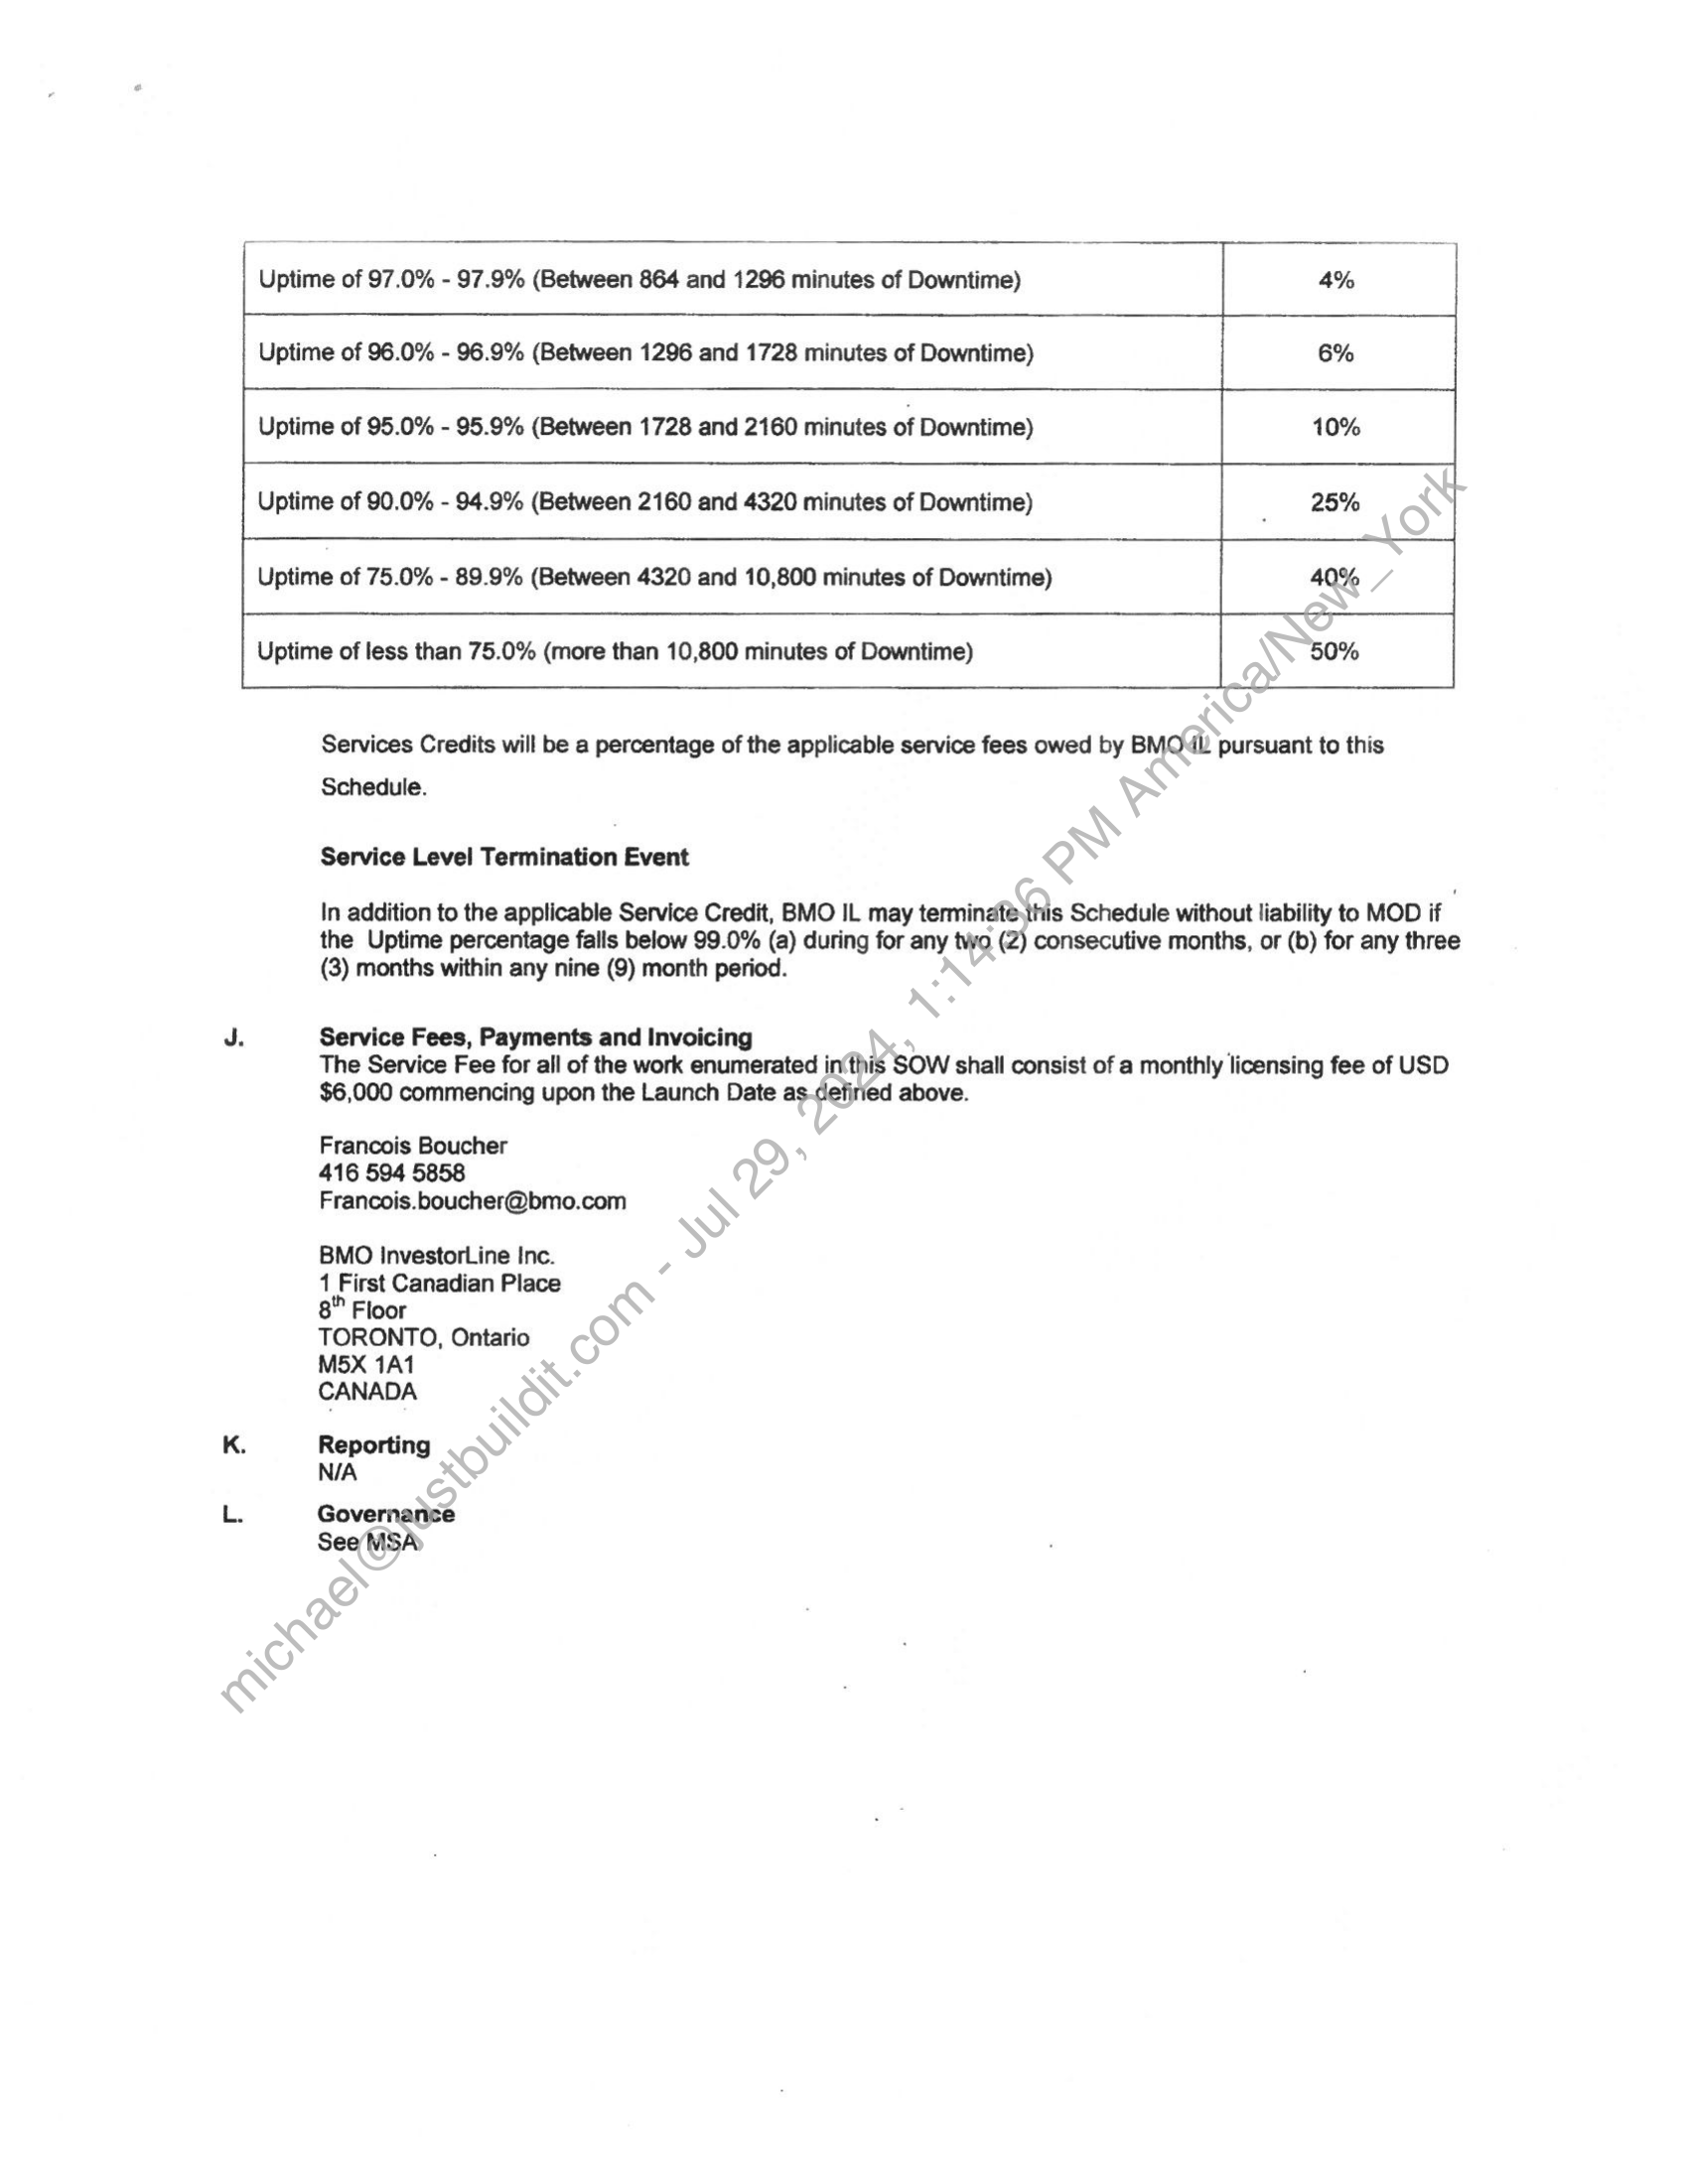 Uptime of 97.0% - 97.9% (Between 864 and 1296 minutes of Downtime) 4%
Uptime of 96.0% - 96.9% (Between 1296 and 1728 minutes of Downtime) 6%
Uptime of 95.0% - 95.9% (Between 1728 and 2160 minutes of Downtime) 10%
Uptime of 90.0% - 94.9% (Between 2160 and 4320 minutes of Downtime) 25%
Uptime of 75.0% - 89.9% (Between 4320 and 10,800 minutes of Downtime) 40%
Uptime of less than 75.0% (more than 10,800 minutes of Downtime) 50%
Services Credits will be a percentage of the applicable service fees owed by BMO IL pursuant to this
Schedule.
Service Level Termination Event
In addition to the applicable Service Credit, BMO IL may terminate this Schedule without liability to MOD if
the Uptime percentage falls below 99.0% (a) during for any two (2) consecutive months, or (b) for any three
(3) months within any nine (9) month period.
J. Service Fees, Payments and Invoicing
The Service Fee for all of the work enumerated in this SOW shall consist of a monthly licensing fee of USD
$6,000 commencing upon the Launch Date as defined above.
Francois Boucher
416 594 5858
Francois.boucher@bmo.com
BMO InvestorLine Inc.
1 First Canadian Place
8th Floor
TORONTO, Ontario
M5X 1A1
CANADA
K. Reporting
N/A
L. Governance
See MSA
michael@justbuildit.com - Jul 29, 2024, 1:14:36 PM America/New_York